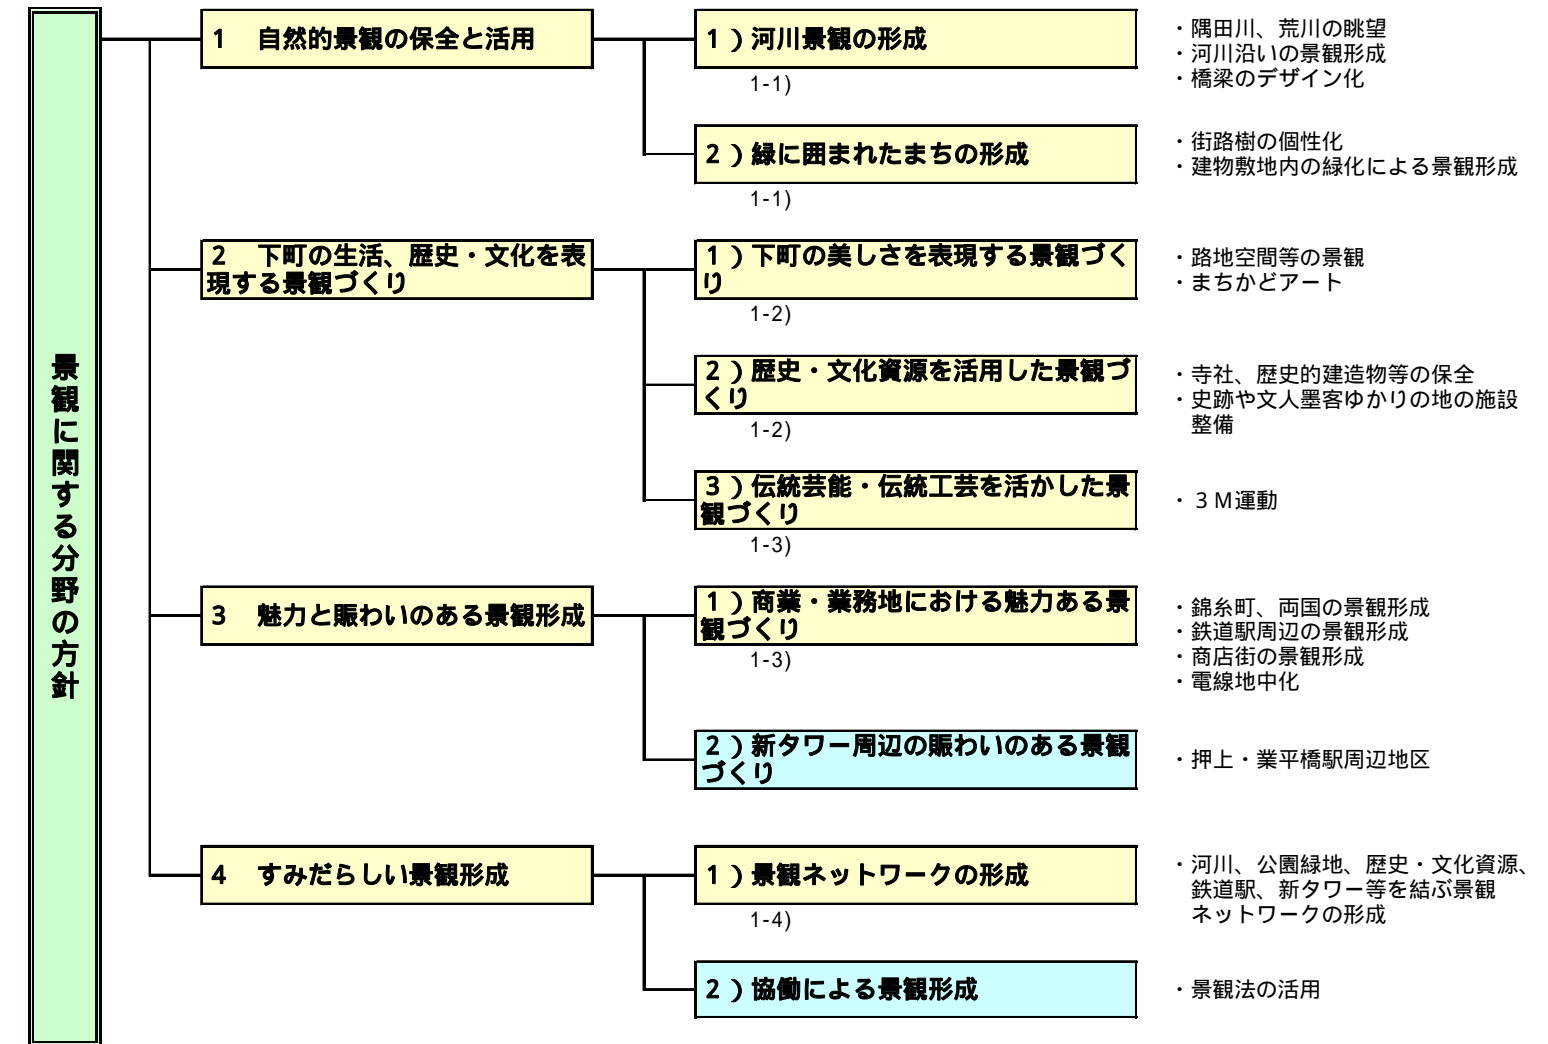 景観に関する分野の方針
1　自然的景観の保全と活用
1）河川景観の形成
1-1)
・隅田川、荒川の眺望
・河川沿いの景観形成
・橋梁のデザイン化
2）緑に囲まれたまちの形成
1-1)
・街路樹の個性化
・建物敷地内の緑化による景観形成
2　下町の生活、歴史・文化を表
現する景観づくり
1）下町の美しさを表現する景観づく
り
1-2)
・路地空間等の景観
・まちかどアート
2）歴史・文化資源を活用した景観づ
くり
1-2)
・寺社、歴史的建造物等の保全
・史跡や文人墨客ゆかりの地の施設
整備
3）伝統芸能・伝統工芸を活かした景
観づくり
1-3)
・３Ｍ運動
3　魅力と賑わいのある景観形成
1）商業・業務地における魅力ある景
観づくり
1-3)
・錦糸町、両国の景観形成
・鉄道駅周辺の景観形成
・商店街の景観形成
・電線地中化
2）新タワー周辺の賑わいのある景観
づくり
・押上・業平橋駅周辺地区
4　すみだらしい景観形成
1）景観ネットワークの形成
1-4)
・河川、公園緑地、歴史・文化資源、
鉄道駅、新タワー等を結ぶ景観
ネットワークの形成
2）協働による景観形成
・景観法の活用